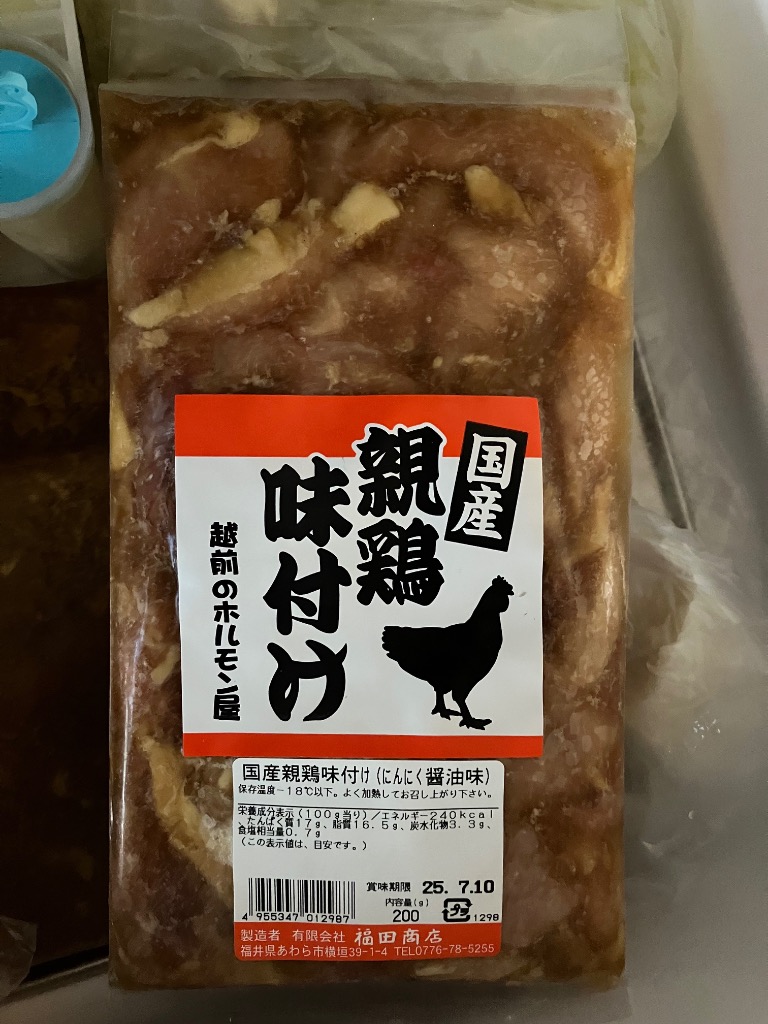 国産
親鶏
味付け
越前のホルモン屋
国産親鶏味付け(にんにく醤油味)
保存温度-18℃以下。よく加熱してお召し上がり下さい。
栄養成分表示(100g当り)/エネルギー240kcal
、たんぱく質17g、脂質16.5g、炭水化物3.3g、
食塩相当量0.7g
(この表示値は、目安です。)
賞味期限 25. 7.10
内容量(g)
200
プラ
1298
4 955347 012987
製造者 有限会社 福田商店
福井県あわら市横垣39-1-4 TEL0776-78-5255